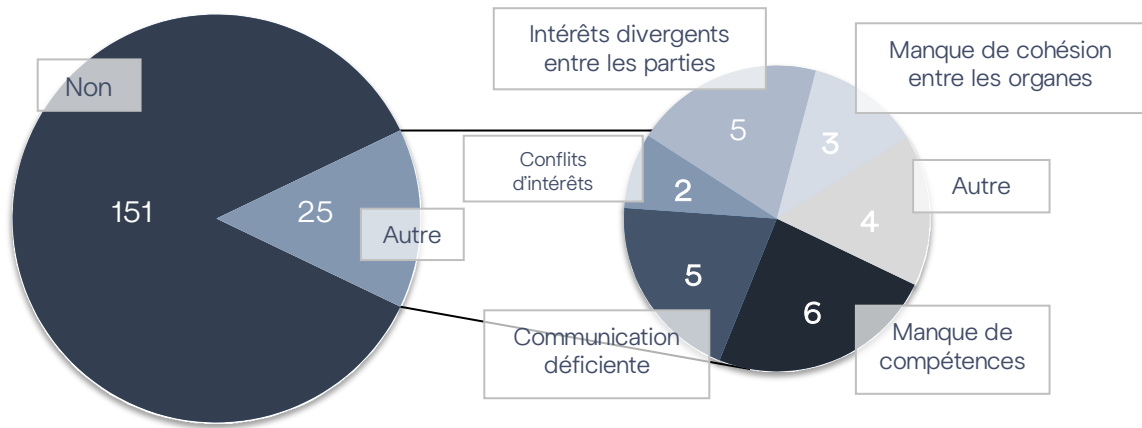 Non
151
25
Autre
Intérêts divergents
entre les parties
Manque de cohésion
entre les organes
Conflits
d'intérêts
Autre
Communication
déficiente
Manque de
compétences
5
3
2
4
5
6